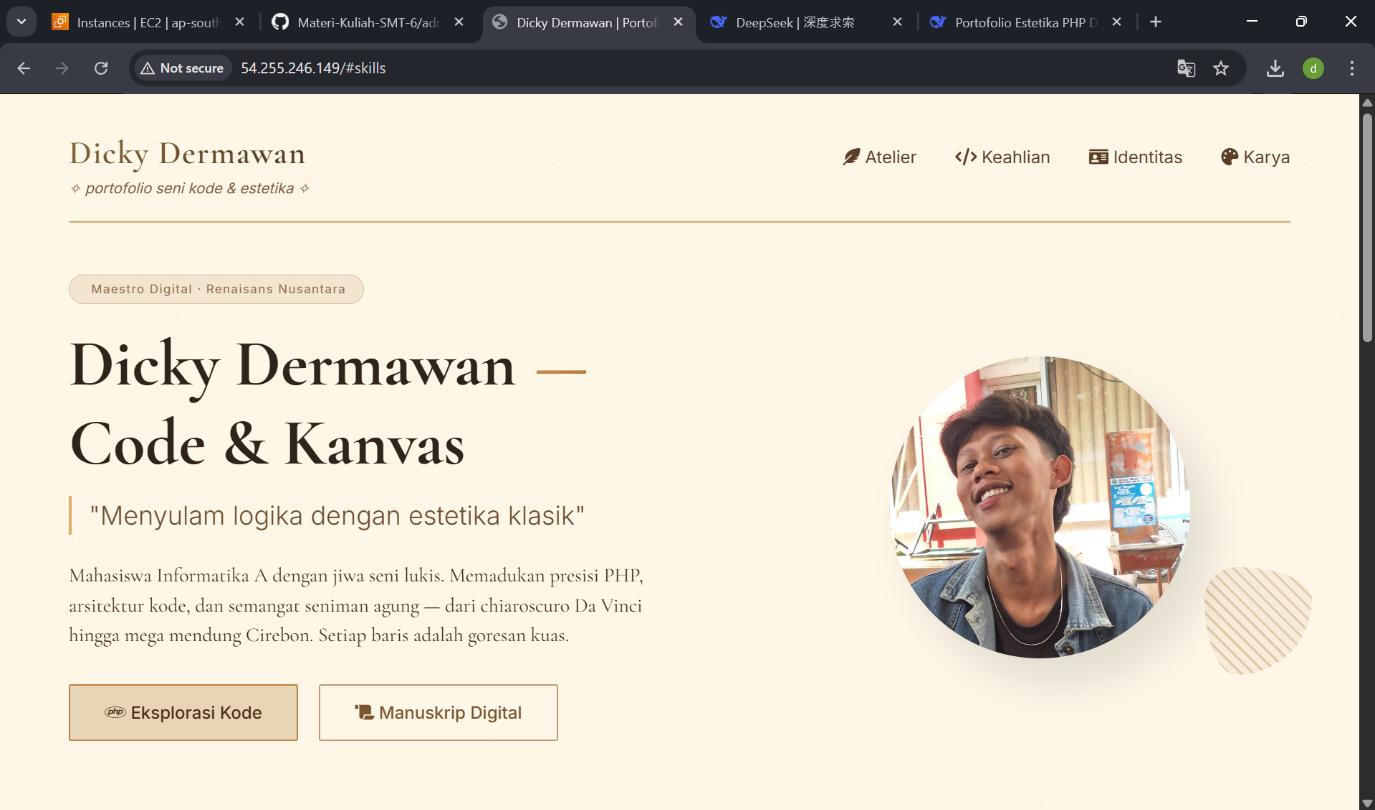 Instances | EC2 | ap-south
Materi-Kuliah-SMT-6/adm
Dicky Dermawan | Portofo
DeepSeek | 深度求索
Portofolio Estetika PHP D
Not secure
54.255.246.149/#skills
d
Dicky Dermawan
✧ portofolio seni kode & estetika ✧
Atelier
Keahlian
Identitas
Karya
Maestro Digital · Renaisans Nusantara
Dicky Dermawan —
Code & Kanvas
"Menyulam logika dengan estetika klasik"
Mahasiswa Informatika A dengan jiwa seni lukis. Memadukan presisi PHP,
arsitektur kode, dan semangat seniman agung — dari chiaroscuro Da Vinci
hingga mega mendung Cirebon. Setiap baris adalah goresan kuas.
php Eksplorasi Kode
Manuskrip Digital